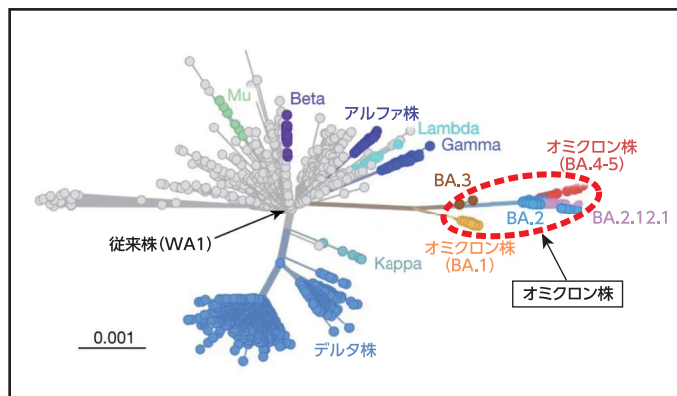 Mu
Beta
アルファ株
Lambda
Gamma
オミクロン株
(BA.4-5)
BA.3
BA.2
BA.2.12.1
従来株(WA1)
オミクロン株
(BA.1)
Kappa
オミクロン株
0.001
デルタ株